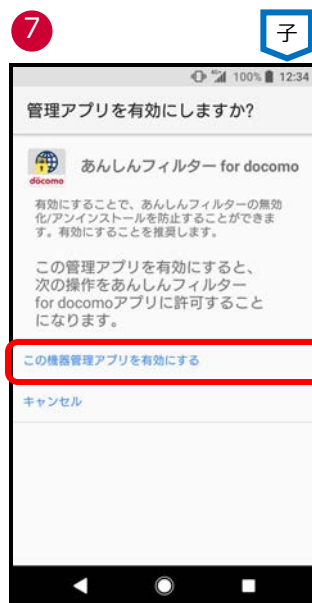 7
子
100% 12:34
管理アプリを有効にしますか?
あんしんフィルター for docomo
döcomo
有効にすることで、あんしんフィルターの無効
化/アンインストールを防止することができま
す。有効にすることを推奨します。
この管理アプリを有効にすると、
次の操作をあんしんフィルター
for docomoアプリに許可すること
になります。
この機器管理アプリを有効にする
キャンセル